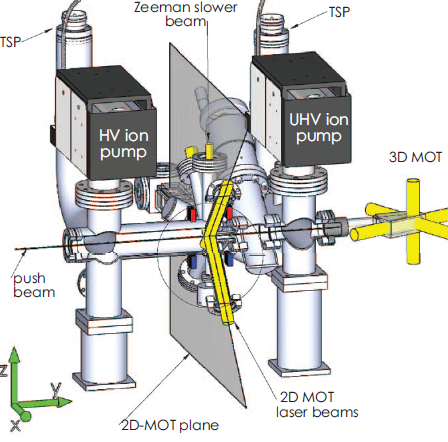 Zeeman slower
beam
TSP
TSP
HV ion
pump
UHV ion
pump
3D MOT
push
beam
Z
Y
X
2D-MOT plane
2D MOT
laser beams